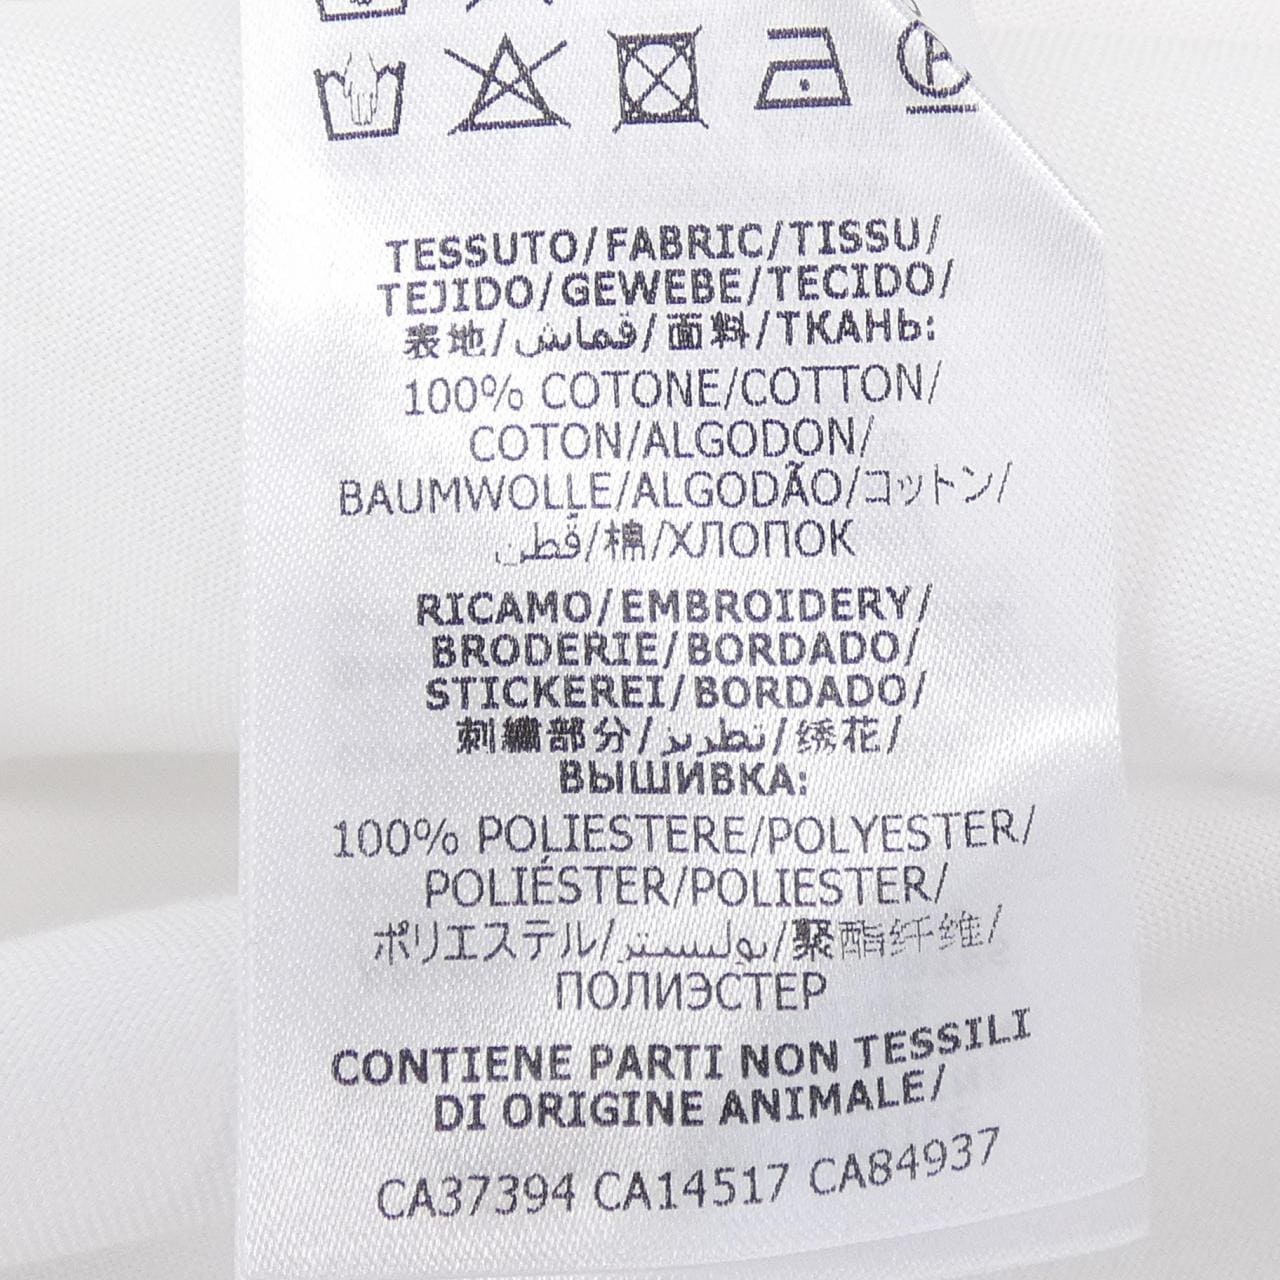 TESSUTO/FABRIC/TISSU/
TEJIDO/GEWEBE/TECIDO/
表地/قماش/面料/ТКАНЬ:
100% COTONE/COTTON/
COTON/ALGODON/
BAUMWOLLE/ALGODÃO/コットン/
قطن/棉/ХЛОПОК
RICAMO/EMBROIDERY/
BRODERIE/BORDADO/
STICKEREI/BORDADO/
刺繍部分/تطريز/绣花/
ВЫШИВКА:
100% POLIESTERE/POLYESTER/
POLIÉSTER/POLIESTER/
ポリエステル/بوليستر/聚酯纤维/
ПОЛИЭСТЕР
CONTIENE PARTI NON TESSILI
DI ORIGINE ANIMALE/
CA37394 CA14517 CA84937